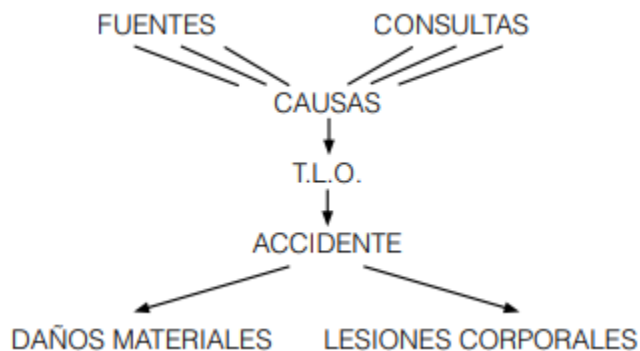 FUENTES CONSULTAS
CAUSAS
T.L.O.
ACCIDENTE
DAÑOS MATERIALES LESIONES CORPORALES